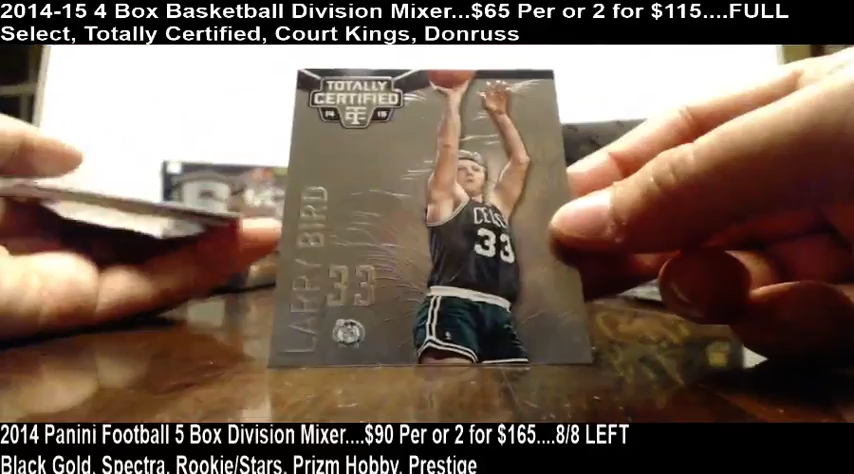 2014-15 4 Box Basketball Division Mixer...$65 Per or 2 for $115....FULL
Select, Totally Certified, Court Kings, Donruss
TOTALLY
CERTIFIED
14 TC 15
LARRY BIRD
33
CELTICS
33
2014 Panini Football 5 Box Division Mixer....$90 Per or 2 for $165....8/8 LEFT
Black Gold, Spectra, Rookie/Stars, Prizm Hobby, Prestige